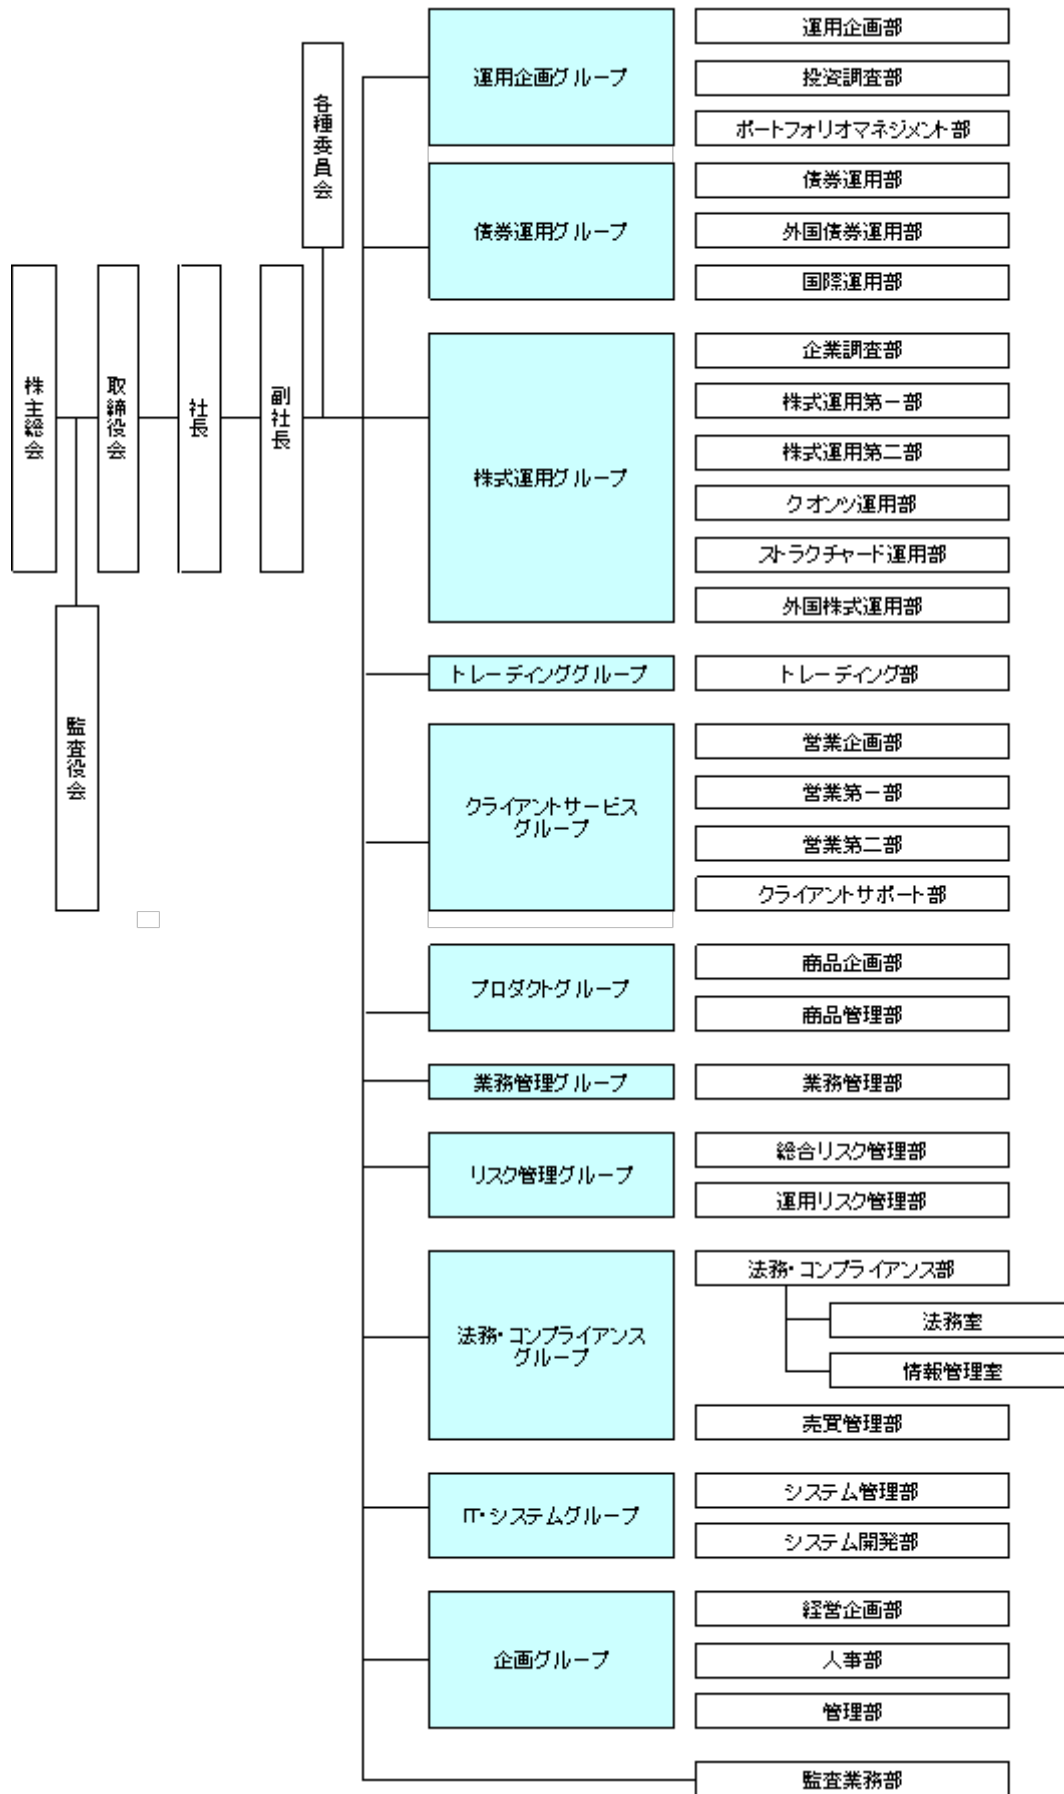 株主総会
監査役会
取締役会
社長
副社長
各種委員会
運用企画グループ
運用企画部
投資調査部
ポートフォリオマネジメント部
債券運用グループ
債券運用部
外国債券運用部
国際運用部
株式運用グループ
企業調査部
株式運用第一部
株式運用第二部
クオンツ運用部
ストラクチャード運用部
外国株式運用部
トレーディンググループ
トレーディング部
クライアントサービス
グループ
営業企画部
営業第一部
営業第二部
クライアントサポート部
プロダクトグループ
商品企画部
商品管理部
業務管理グループ
業務管理部
リスク管理グループ
総合リスク管理部
運用リスク管理部
法務・コンプライアンス
グループ
法務・コンプライアンス部
法務室
情報管理室
売買管理部
IT・システムグループ
システム管理部
システム開発部
企画グループ
経営企画部
人事部
管理部
監査業務部